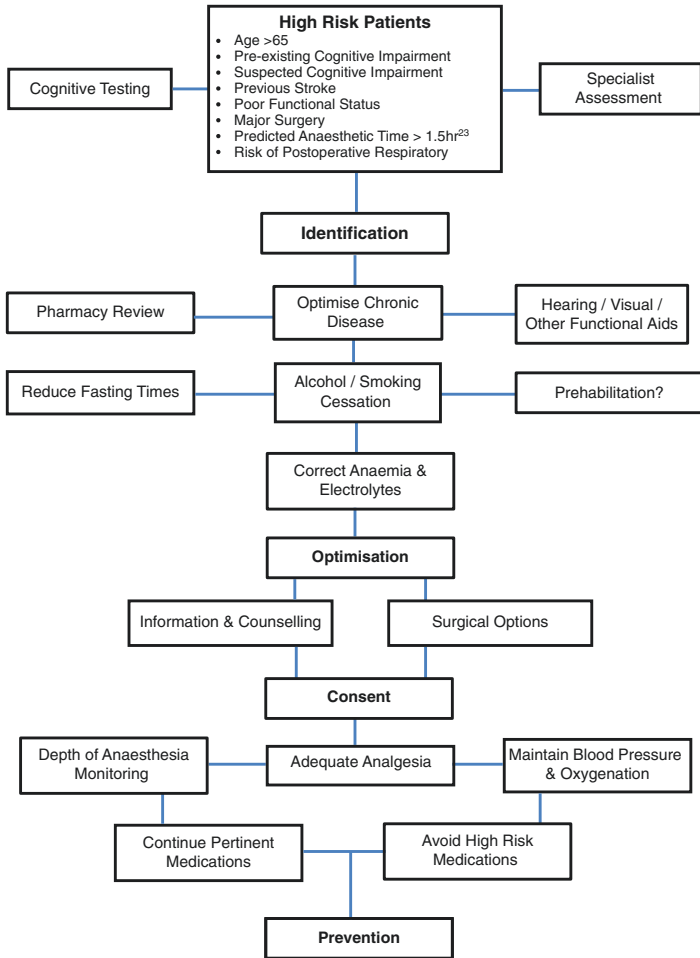 High Risk Patients
• Age >65
• Pre-existing Cognitive Impairment
• Suspected Cognitive Impairment
• Previous Stroke
• Poor Functional Status
• Major Surgery
• Predicted Anaesthetic Time > 1.5hr23
• Risk of Postoperative Respiratory
Cognitive Testing
Specialist
Assessment
Identification
Pharmacy Review
Optimise Chronic
Disease
Hearing / Visual /
Other Functional Aids
Reduce Fasting Times
Alcohol / Smoking
Cessation
Prehabilitation?
Correct Anaemia &
Electrolytes
Optimisation
Information & Counselling
Surgical Options
Consent
Depth of Anaesthesia
Monitoring
Adequate Analgesia
Maintain Blood Pressure
& Oxygenation
Continue Pertinent
Medications
Avoid High Risk
Medications
Prevention